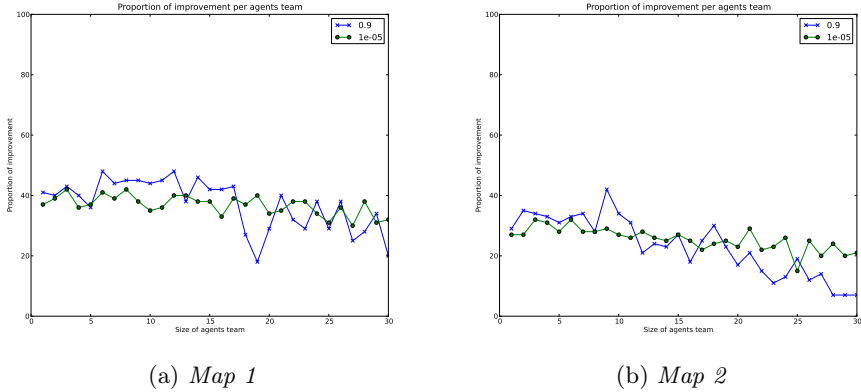 Proportion of improvement per agents team
100
80
60
40
20
0
Proportion of improvement
0.9
1e-05
0 5 10 15 20 25 30
Size of agents team
(a) Map 1
Proportion of improvement per agents team
100
80
60
40
20
0
Proportion of improvement
0.9
1e-05
0 5 10 15 20 25 30
Size of agents team
(b) Map 2